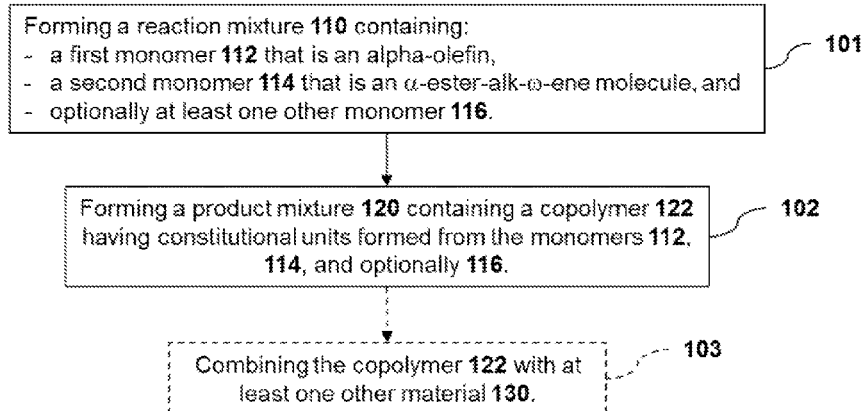 Forming a reaction mixture 110 containing:
- a first monomer 112 that is an alpha-olefin,
- a second monomer 114 that is an α-ester-alk-ω-ene molecule, and
- optionally at least one other monomer 116.
101
Forming a product mixture 120 containing a copolymer 122
having constitutional units formed from the monomers 112,
114, and optionally 116.
102
Combining the copolymer 122 with at
least one other material 130.
103